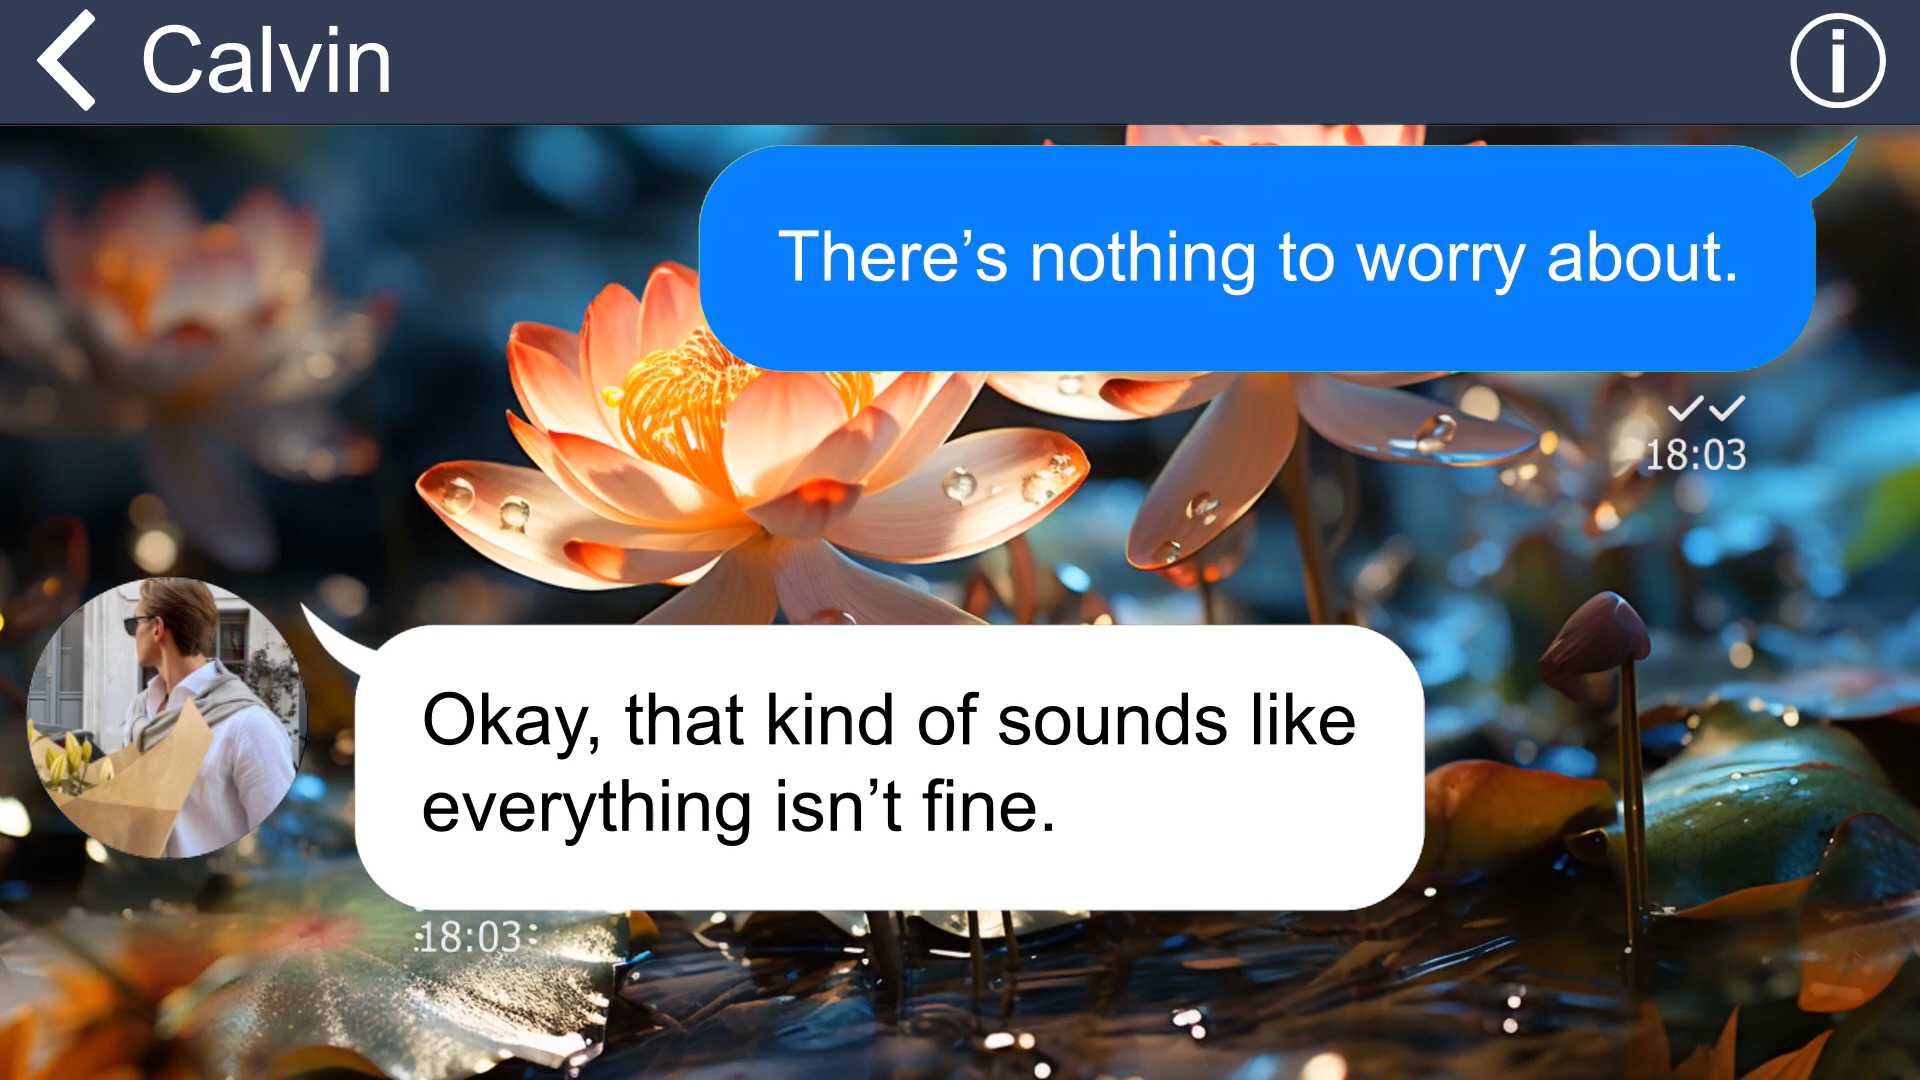 Calvin
There’s nothing to worry about.
18:03
Okay, that kind of sounds like
everything isn’t fine.
18:03